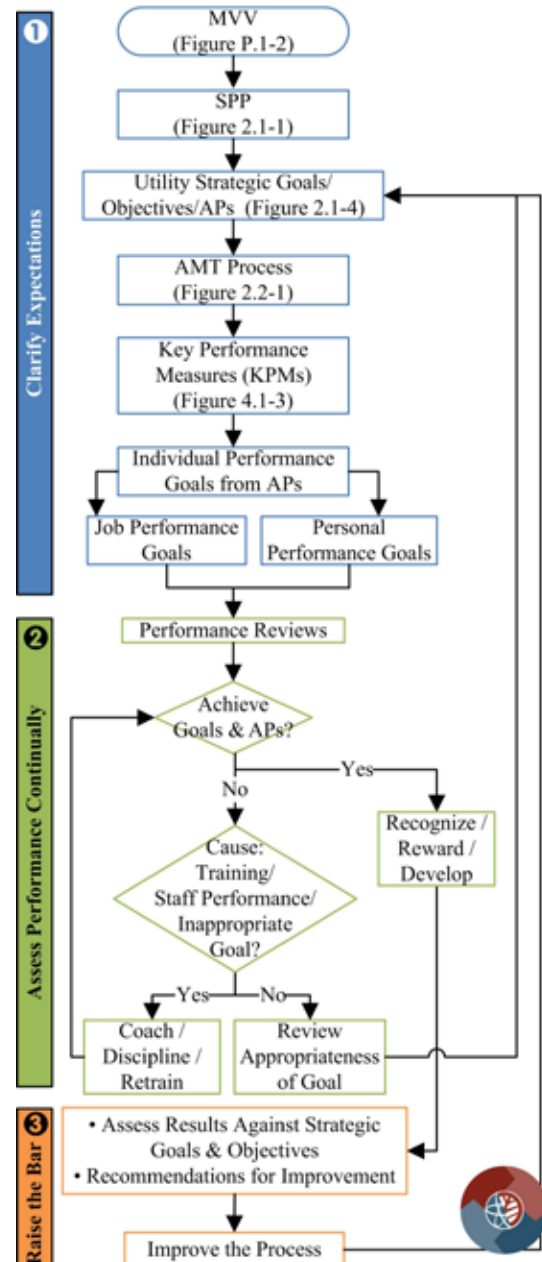 ❶
Clarify Expectations
MVV
(Figure P.1-2)
SPP
(Figure 2.1-1)
Utility Strategic Goals/
Objectives/APs (Figure 2.1-4)
AMT Process
(Figure 2.2-1)
Key Performance
Measures (KPMs)
(Figure 4.1-3)
Individual Performance
Goals from APs
Job Performance
Goals
Personal
Performance Goals
❷
Assess Performance Continually
Performance Reviews
Achieve
Goals & APs?
Yes
No
Recognize /
Reward /
Develop
Cause:
Training/
Staff Performance/
Inappropriate
Goal?
Yes
No
Coach /
Discipline /
Retrain
Review
Appropriateness
of Goal
❸
Raise the Bar
• Assess Results Against Strategic
Goals & Objectives
• Recommendations for Improvement
Improve the Process